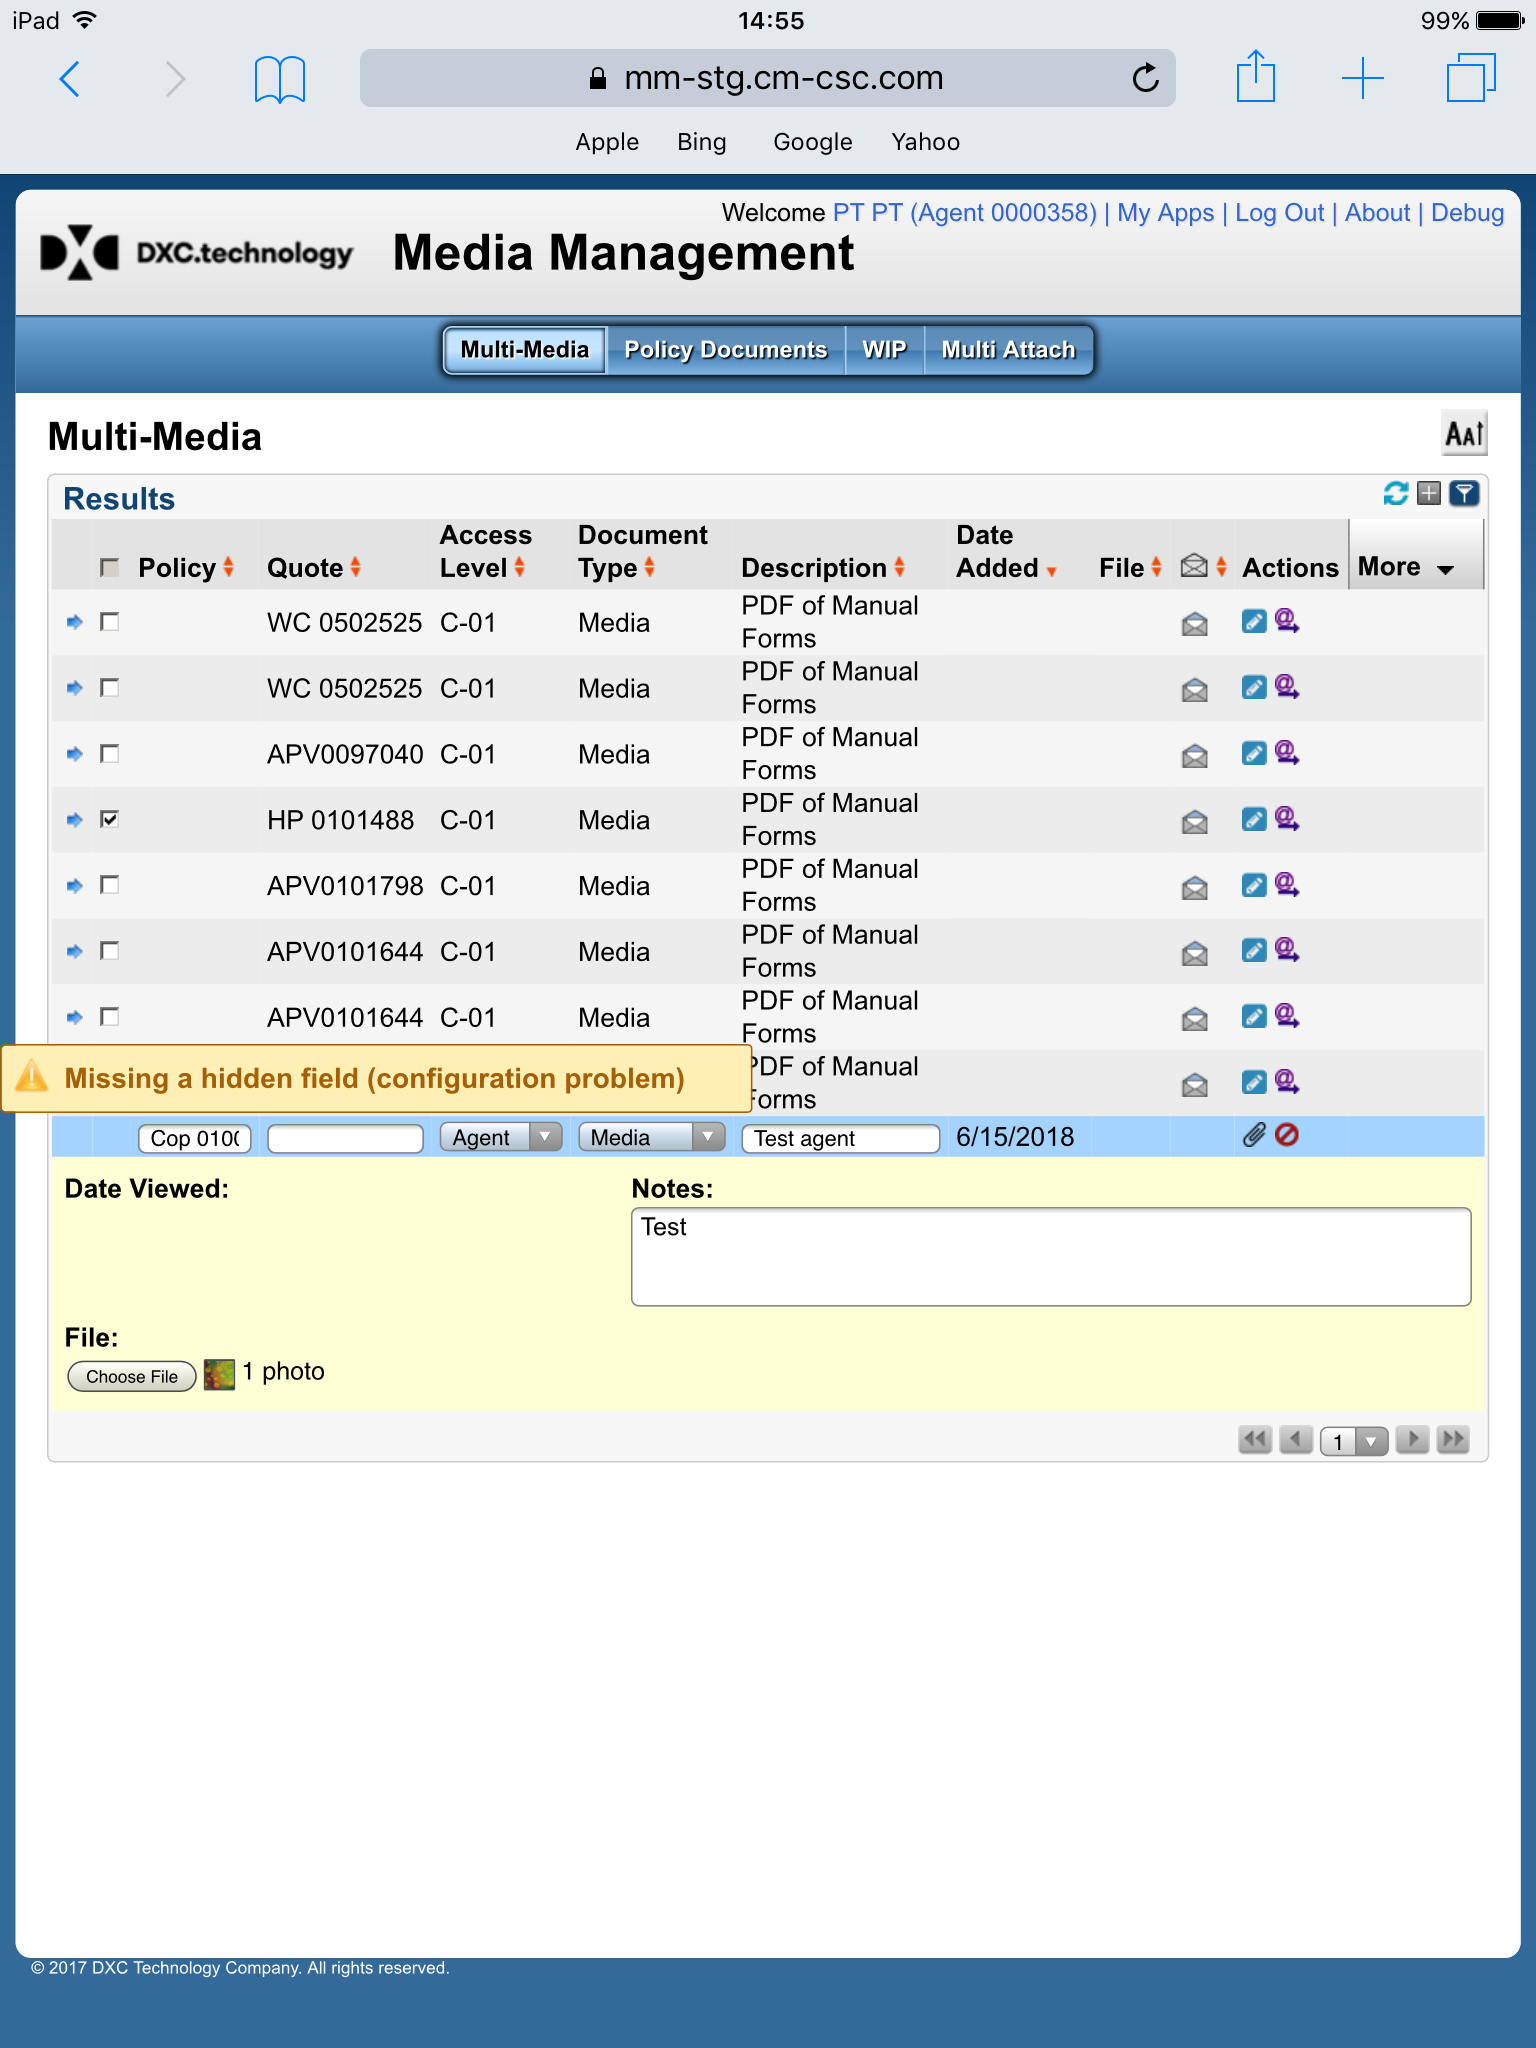 iPad 14:55 99%
mm-stg.cm-csc.com
Apple Bing Google Yahoo
Welcome PT PT (Agent 0000358) | My Apps | Log Out | About | Debug
DXC.technology Media Management
Multi-Media Policy Documents WIP Multi Attach
Multi-Media
Results
Policy Quote Access Level Document Type Description Date Added File Actions More
WC 0502525 C-01 Media PDF of Manual Forms
WC 0502525 C-01 Media PDF of Manual Forms
APV0097040 C-01 Media PDF of Manual Forms
HP 0101488 C-01 Media PDF of Manual Forms
APV0101798 C-01 Media PDF of Manual Forms
APV0101644 C-01 Media PDF of Manual Forms
APV0101644 C-01 Media PDF of Manual Forms
Missing a hidden field (configuration problem) PDF of Manual Forms
Cop 010( Agent Media Test agent 6/15/2018
Date Viewed: Notes:
Test
File:
Choose File 1 photo
1
© 2017 DXC Technology Company. All rights reserved.